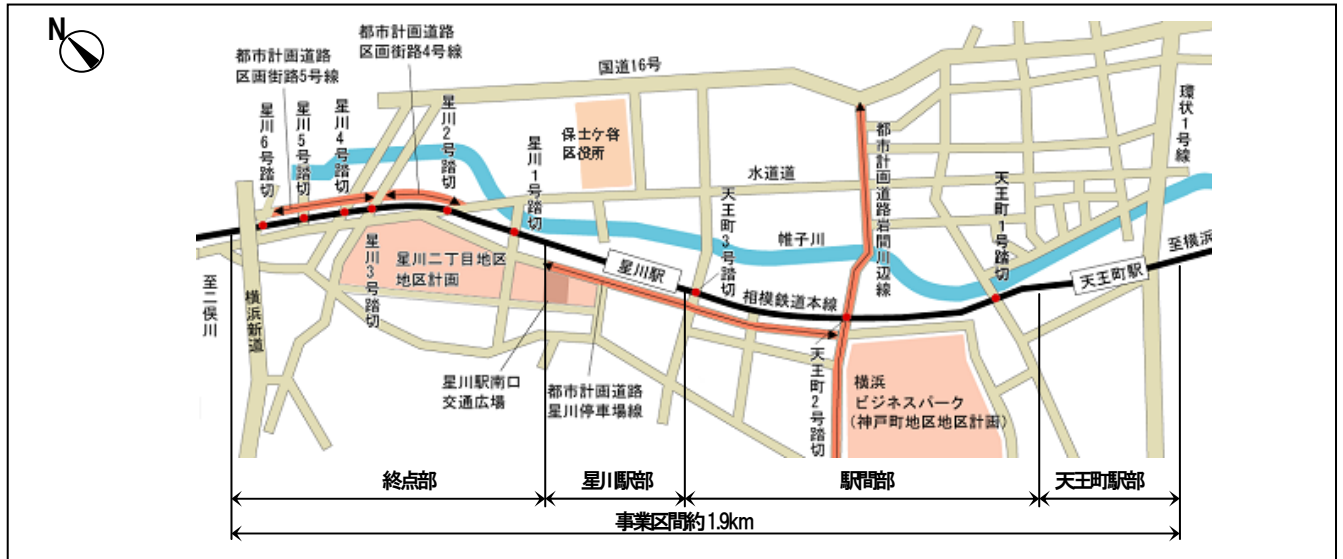 N
都市計画道路
区画街路4号線
都市計画道路
区画街路5号線
国道16号
環状1号線
星川6号踏切
星川5号踏切
星川4号踏切
星川2号踏切
星川1号踏切
保土ケ谷
区役所
都市計画道路岩間川辺線
水道道
天王町3号踏切
天王町1号踏切
帷子川
至横浜
星川駅
天王町駅
相模鉄道本線
星川二丁目地区
地区計画
星川3号踏切
至二俣川
横浜新道
星川駅南口
交通広場
都市計画道路
星川停車場線
天王町2号踏切
横浜
ビジネスパーク
(神戸町地区地区計画)
終点部
星川駅部
駅間部
天王町駅部
事業区間約1.9km